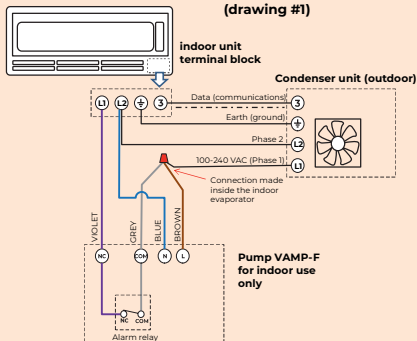 (drawing #1)
indoor unit
terminal block
Condenser unit (outdoor)
L1
L2
3
Data (communications)
3
Earth (ground)
Phase 2
L2
100-240 VAC (Phase 1)
L1
Connection made
inside the indoor
evaporator
VIOLET
GREY
BLUE
BROWN
NC
COM
N
L
Pump VAMP-F
for indoor use
only
NC
COM
Alarm relay